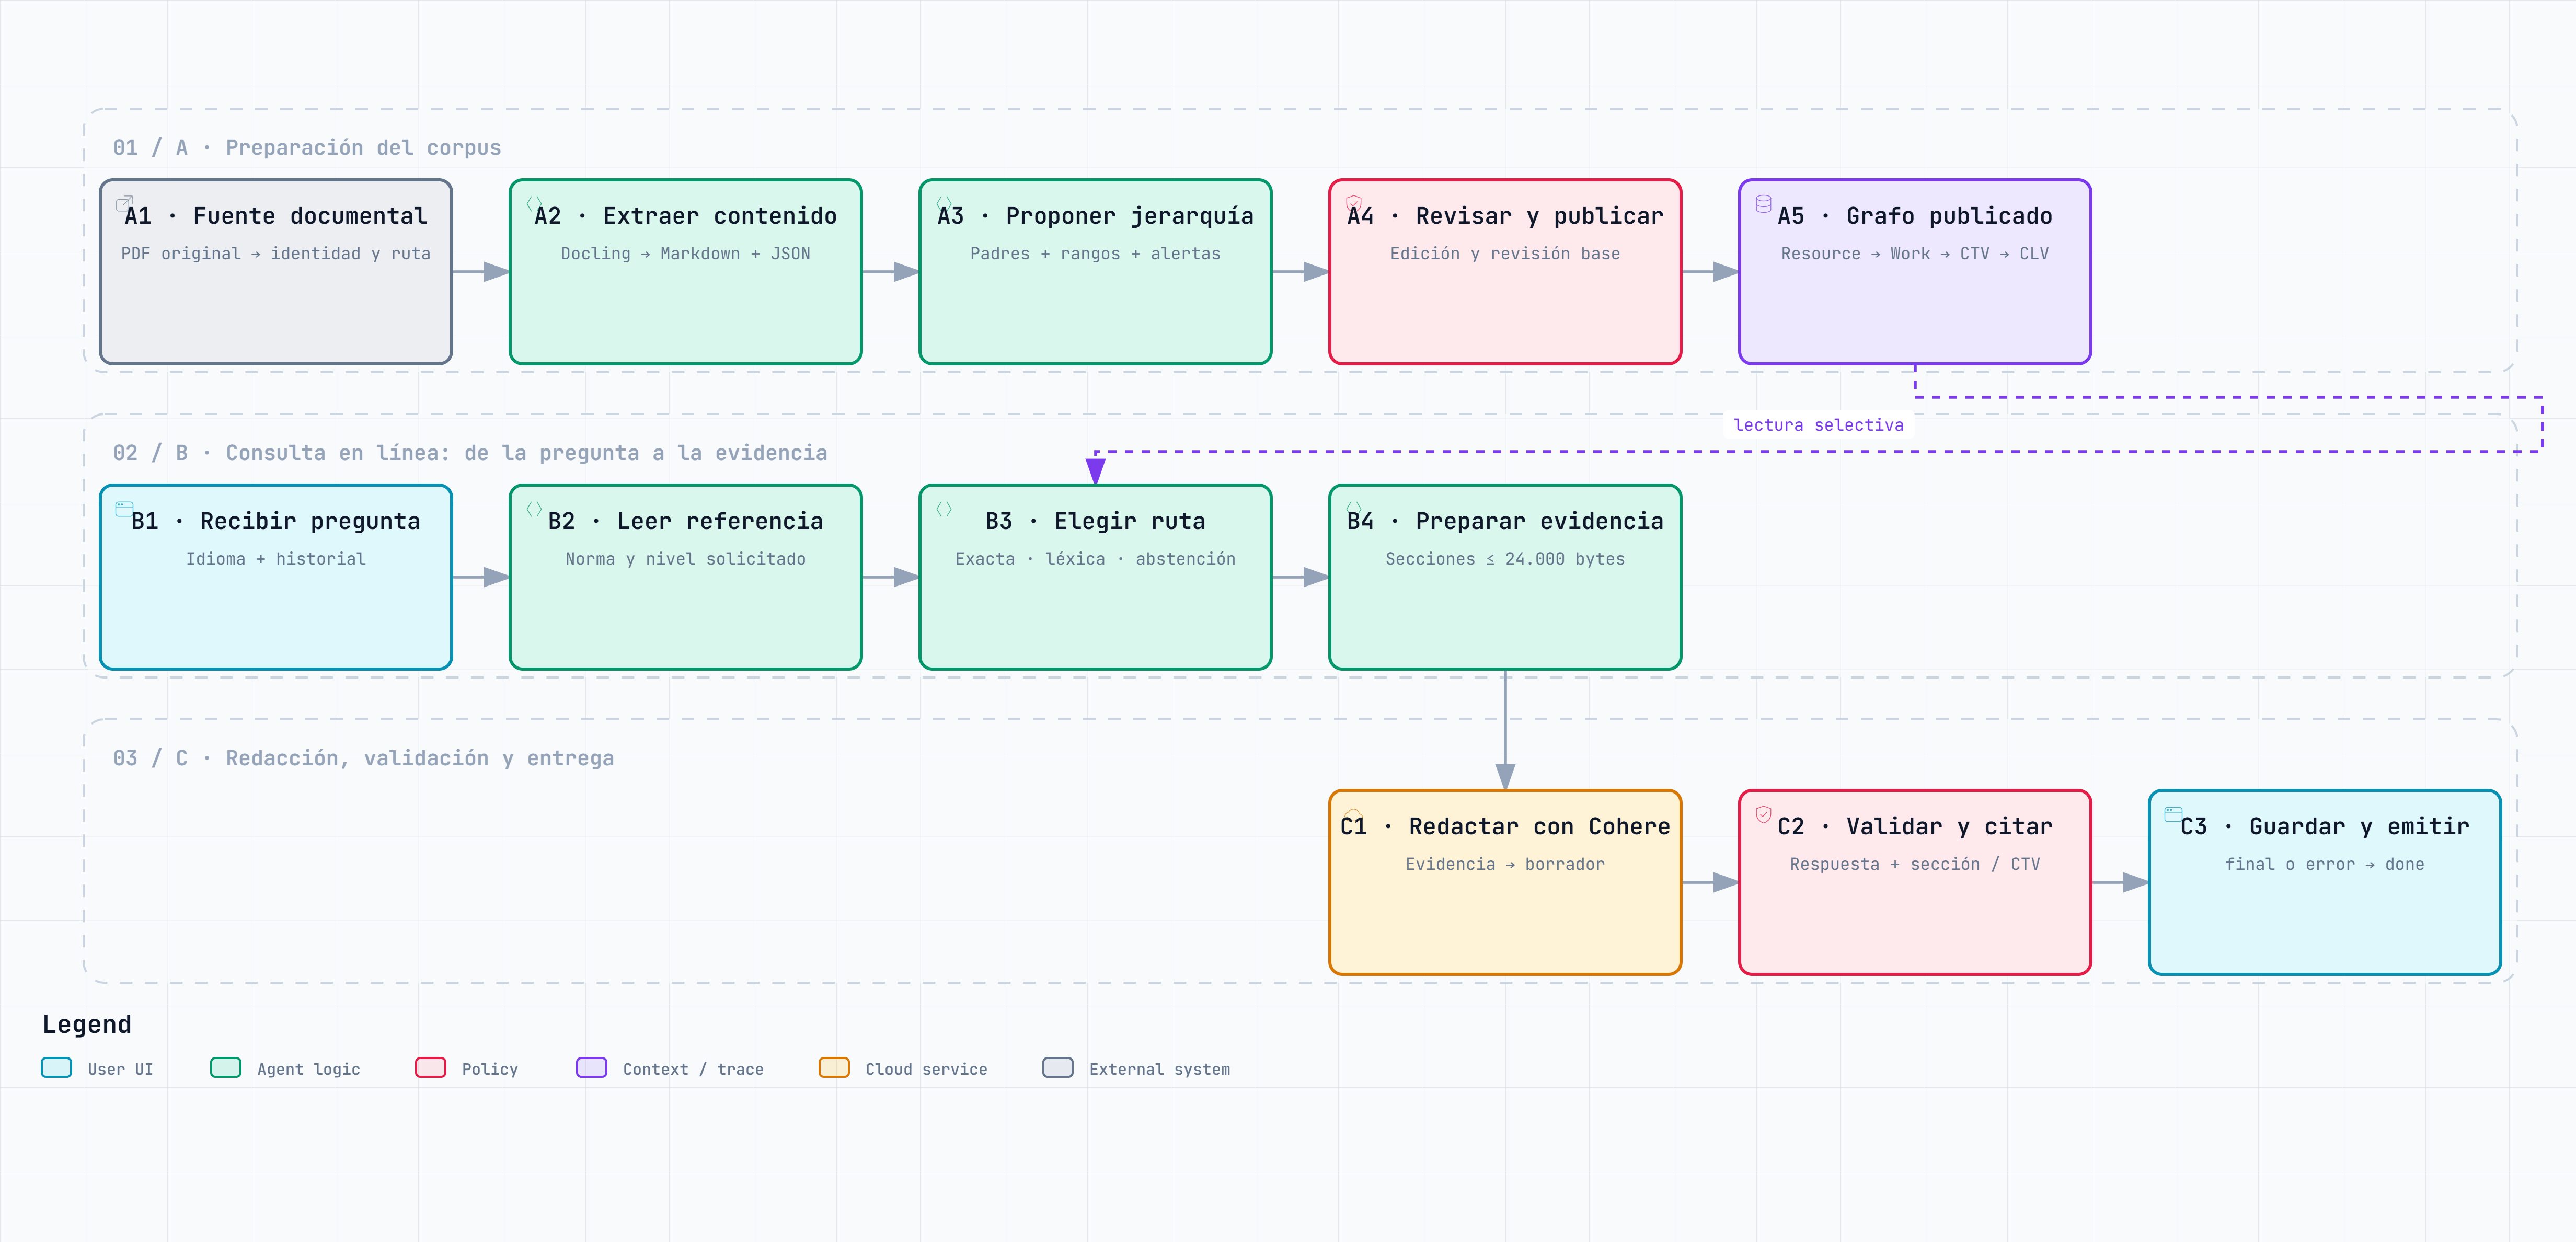 01 / A · Preparación del corpus
A1 · Fuente documental
PDF original → identidad y ruta
A2 · Extraer contenido
Docling → Markdown + JSON
A3 · Proponer jerarquía
Padres + rangos + alertas
A4 · Revisar y publicar
Edición y revisión base
A5 · Grafo publicado
Resource → Work → CTV → CLV
lectura selectiva
02 / B · Consulta en línea: de la pregunta a la evidencia
B1 · Recibir pregunta
Idioma + historial
B2 · Leer referencia
Norma y nivel solicitado
B3 · Elegir ruta
Exacta · léxica · abstención
B4 · Preparar evidencia
Secciones ≤ 24.000 bytes
03 / C · Redacción, validación y entrega
C1 · Redactar con Cohere
Evidencia → borrador
C2 · Validar y citar
Respuesta + sección / CTV
C3 · Guardar y emitir
final o error → done
Legend
User UI
Agent logic
Policy
Context / trace
Cloud service
External system